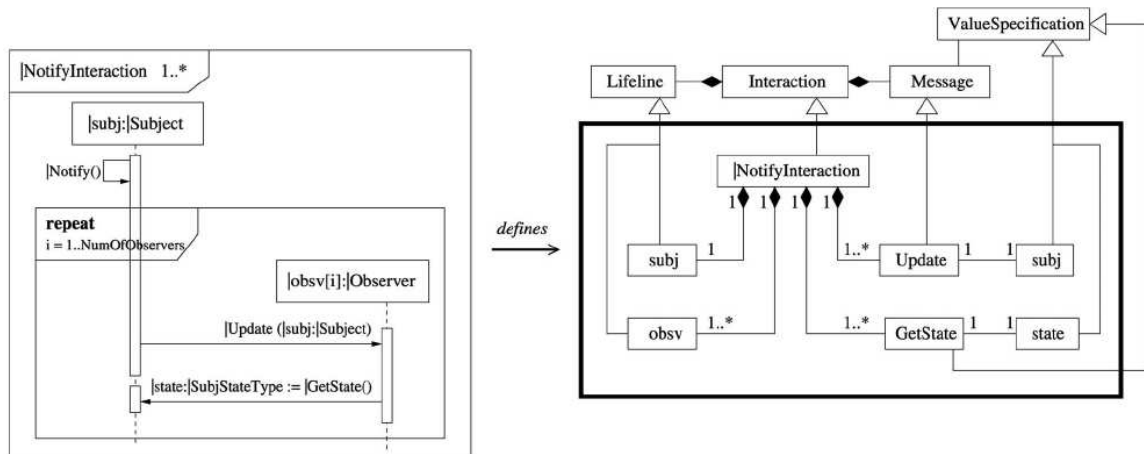 |NotifyInteraction 1..*
|subj:|Subject
|Notify()
repeat
i = 1..NumOfObservers
|obsv[i]:|Observer
|Update (|subj:|Subject)
|state:|SubjStateType := |GetState()
defines
ValueSpecification
Lifeline
Interaction
Message
|NotifyInteraction
1
1
1
1
subj
1
1..*
Update
1
1
subj
obsv
1..*
1..*
GetState
1
1
state